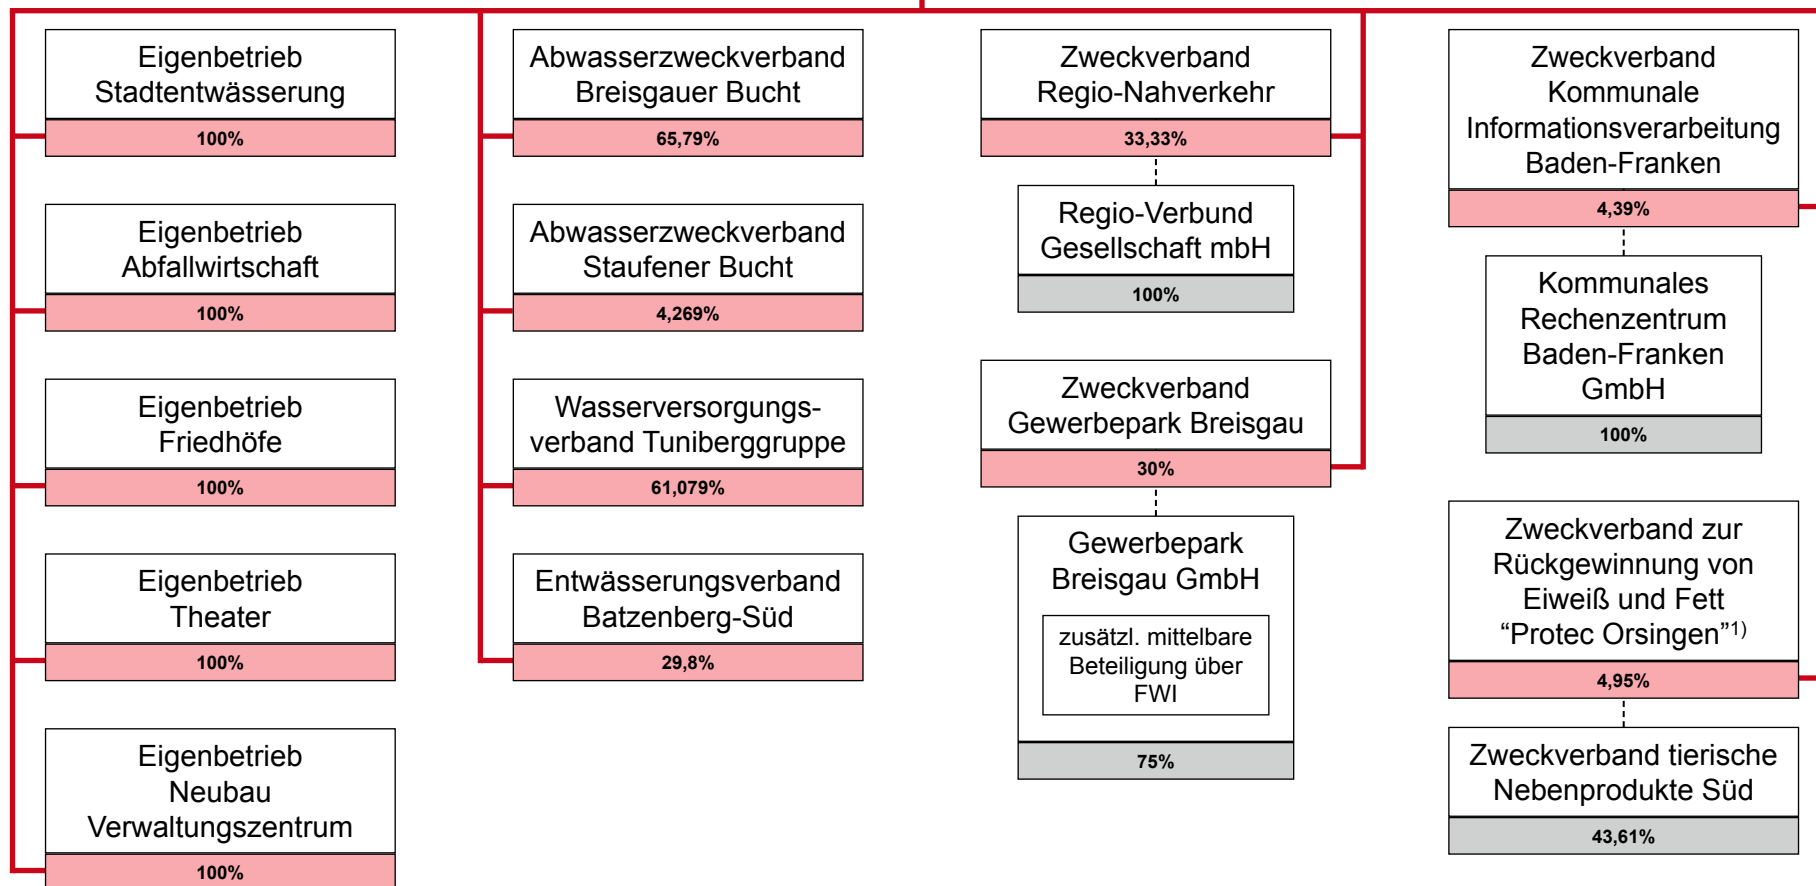 Eigenbetrieb
Stadtentwässerung
100%
Eigenbetrieb
Abfallwirtschaft
100%
Eigenbetrieb
Friedhöfe
100%
Eigenbetrieb
Theater
100%
Eigenbetrieb
Neubau
Verwaltungszentrum
100%
Abwasserzweckverband
Breisgauer Bucht
65,79%
Abwasserzweckverband
Staufener Bucht
4,269%
Wasserversorgungs-
verband Tuniberggruppe
61,079%
Entwässerungsverband
Batzenberg-Süd
29,8%
Zweckverband
Regio-Nahverkehr
33,33%
Regio-Verbund
Gesellschaft mbH
100%
Zweckverband
Gewerbepark Breisgau
30%
Gewerbepark
Breisgau GmbH
zusätzl. mittelbare
Beteiligung über
FWI
75%
Zweckverband
Kommunale
Informationsverarbeitung
Baden-Franken
4,39%
Kommunales
Rechenzentrum
Baden-Franken
GmbH
100%
Zweckverband zur
Rückgewinnung von
Eiweiß und Fett
“Protec Orsingen”1)
4,95%
Zweckverband tierische
Nebenprodukte Süd
43,61%